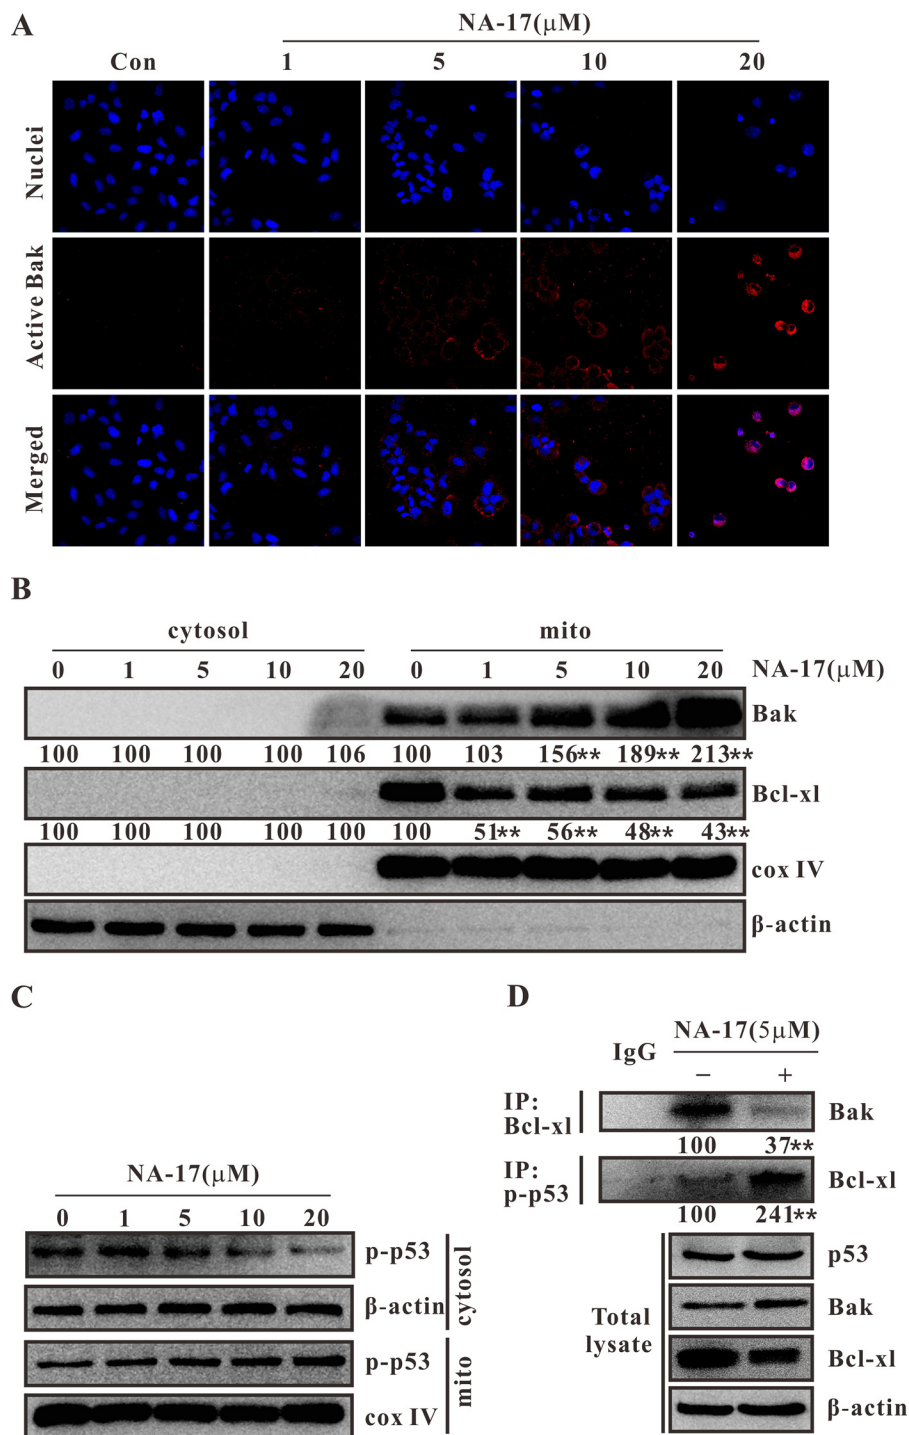 A
NA-17(μM)
Con 1 5 10 20
Nuclei
Active Bak
Merged
B
cytosol mito
0 1 5 10 20 0 1 5 10 20 NA-17(μM)
Bak
100 100 100 100 106 100 103 156** 189** 213**
Bcl-xl
100 100 100 100 100 100 51** 56** 48** 43**
cox IV
β-actin
C
NA-17(μM)
0 1 5 10 20
p-p53
β-actin
cytosol
p-p53
cox IV
mito
D
IgG NA-17(5μM)
− +
IP:
Bcl-xl
Bak
100 37**
IP:
p-p53
Bcl-xl
100 241**
Total
lysate
p53
Bak
Bcl-xl
β-actin